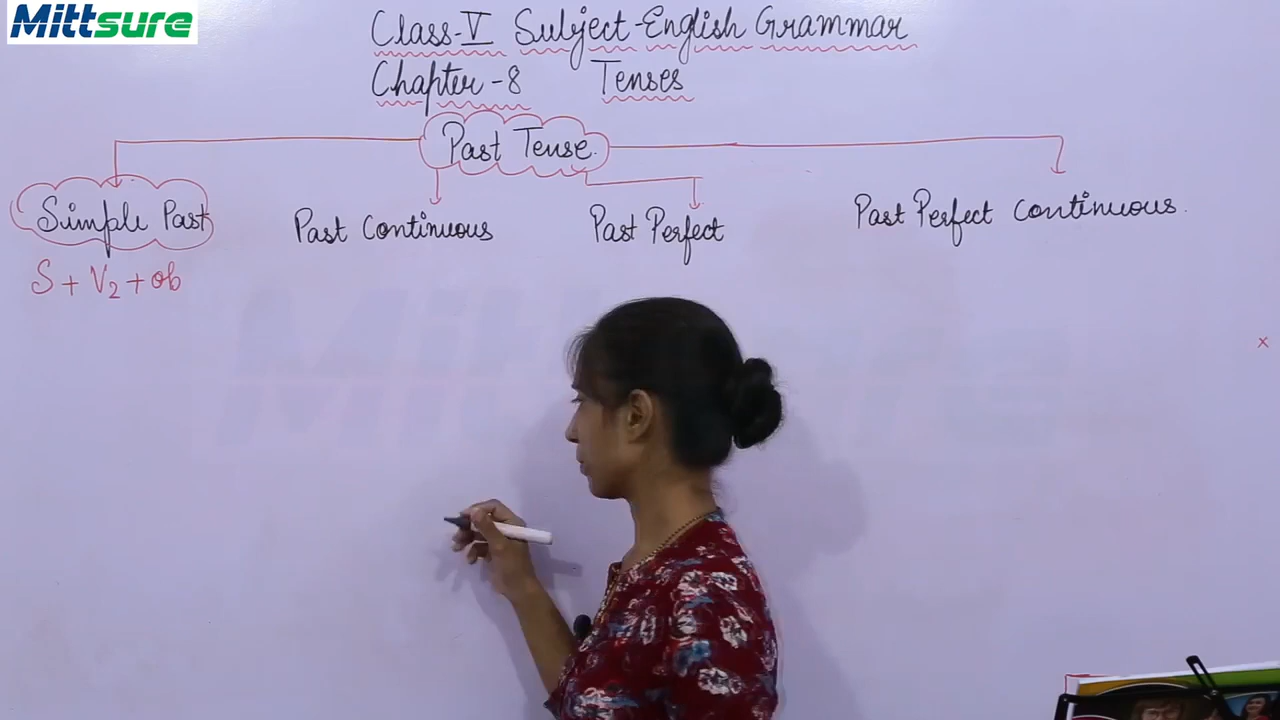 Mittsure
Class-V Subject-English Grammar
Chapter-8 Tenses
Past Tense.
Simple Past
Past Continuous
Past Perfect
Past Perfect Continuous.
S + V2 + ob
x